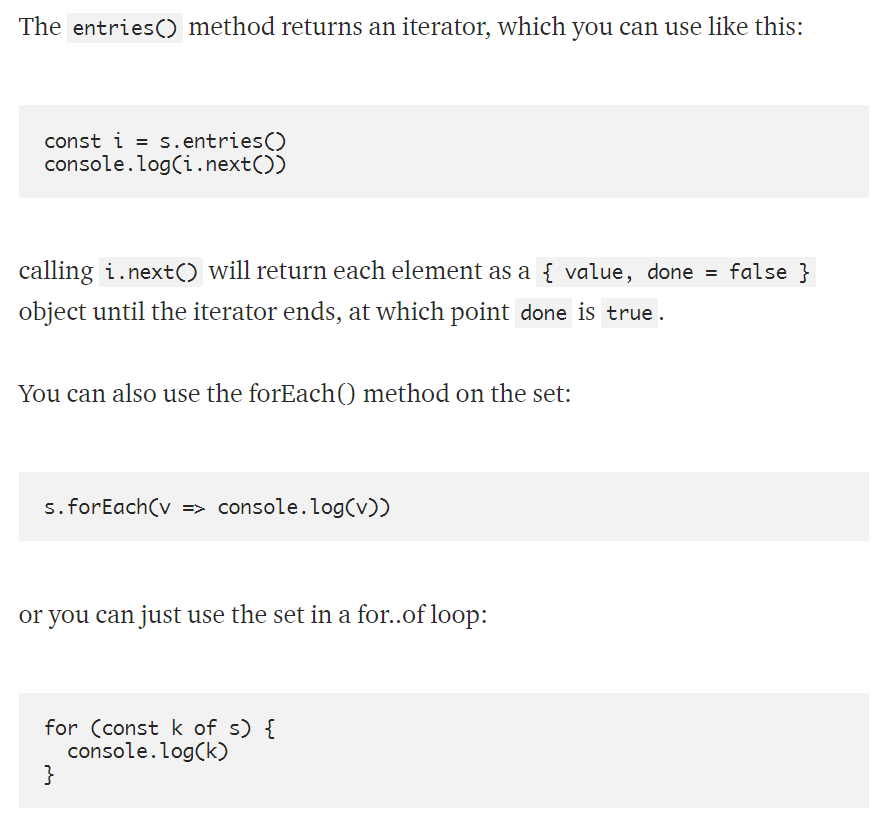 The entries() method returns an iterator, which you can use like this:
const i = s.entries()
console.log(i.next())
calling i.next() will return each element as a { value, done = false }
object until the iterator ends, at which point done is true.
You can also use the forEach() method on the set:
s.forEach(v => console.log(v))
or you can just use the set in a for..of loop:
for (const k of s) {
  console.log(k)
}